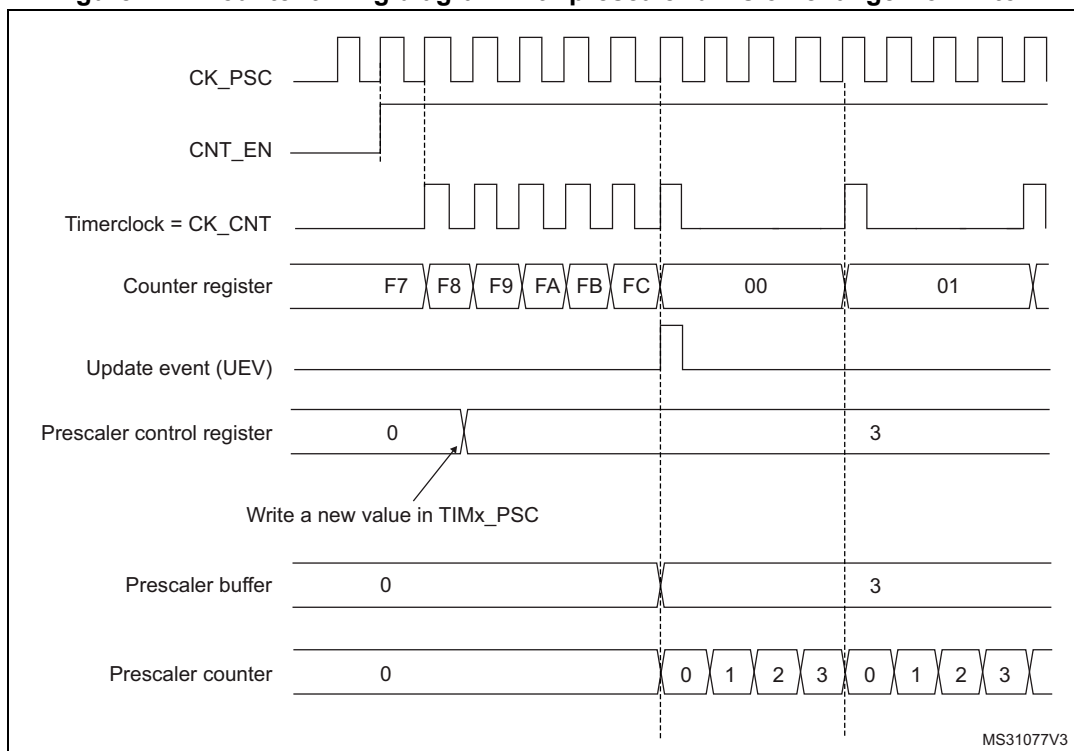 CK_PSC
CNT_EN
Timerclock = CK_CNT
Counter register F7 F8 F9 FA FB FC 00 01
Update event (UEV)
Prescaler control register 0 3
Write a new value in TIMx_PSC
Prescaler buffer 0 3
Prescaler counter 0 0 1 2 3 0 1 2 3
MS31077V3